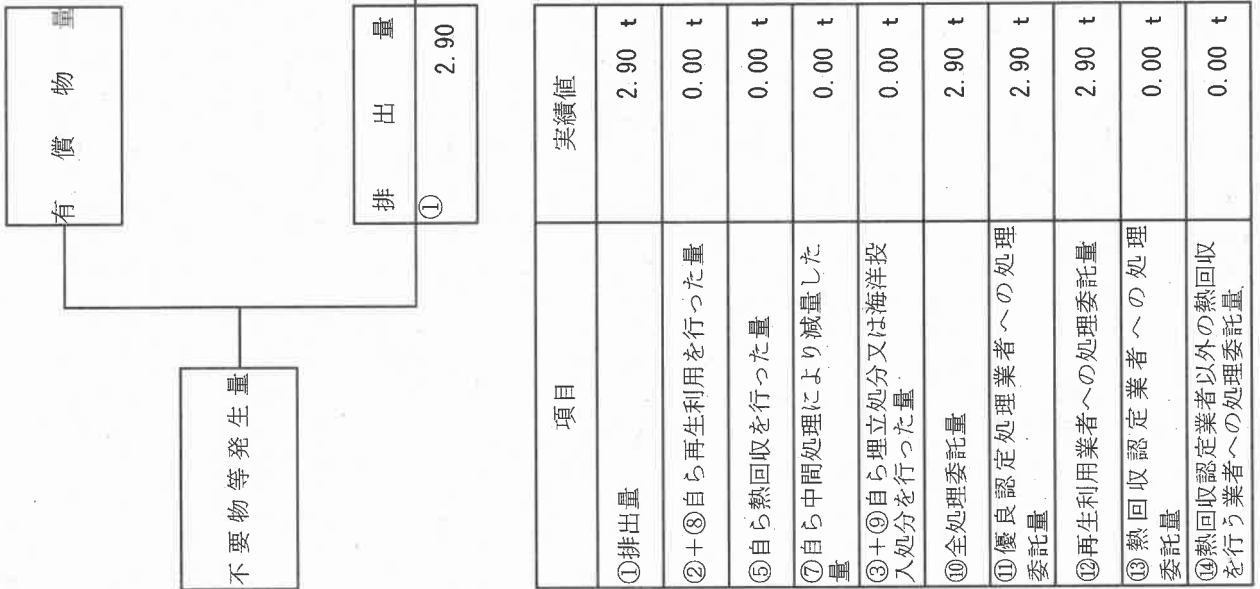 有償物量
排出量
①
2.90
不要物等発生量
項目
実績値
①排出量
2.90 t
②+⑧自ら再生利用を行った量
0.00 t
⑤自ら熱回収を行った量
0.00 t
⑦自ら中間処理により減量した
量
0.00 t
③+⑨自ら埋立処分又は海洋投
入処分を行った量
0.00 t
⑩全処理委託量
2.90 t
⑪優良認定処理業者への処理
委託量
2.90 t
⑫再生利用業者への処理委託量
2.90 t
⑬熱回収認定業者への処理
委託量
0.00 t
⑭熱回収認定業者以外の熱回収
を行う業者への処理委託量
0.00 t